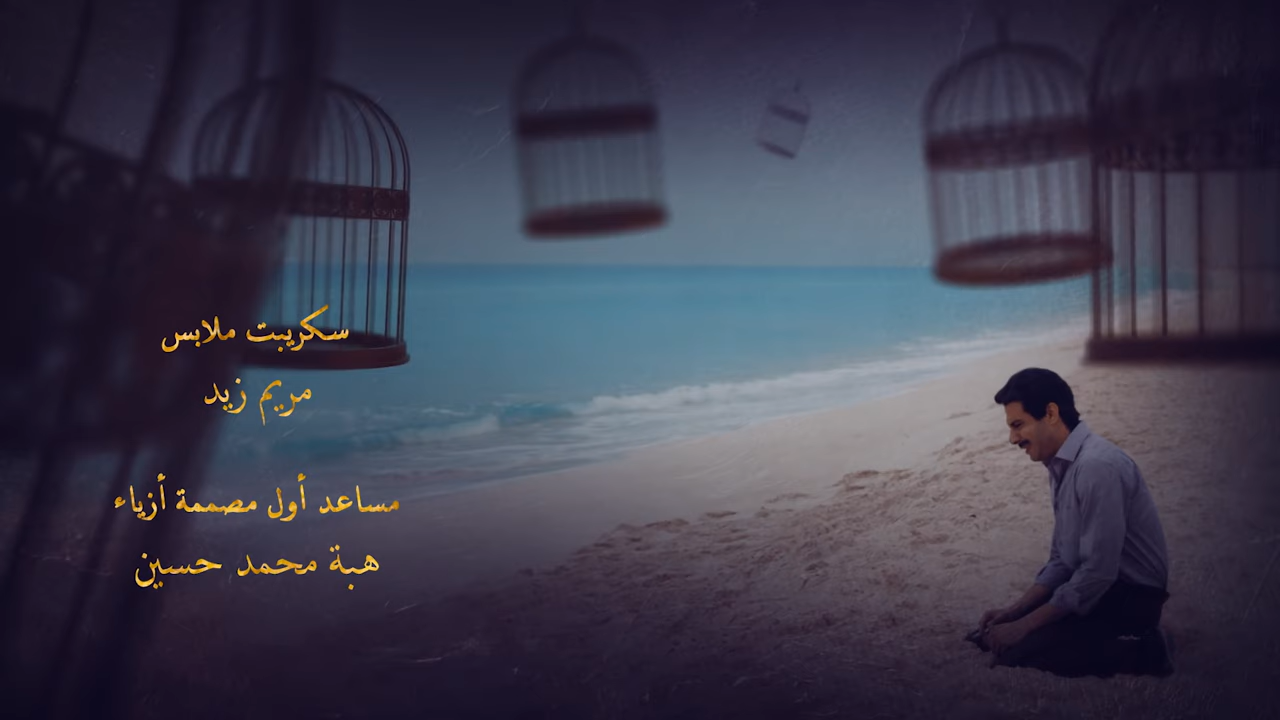 سكريبت ملابس
مريم زيد
مساعد أول مصممة أزياء
هبة محمد حسين